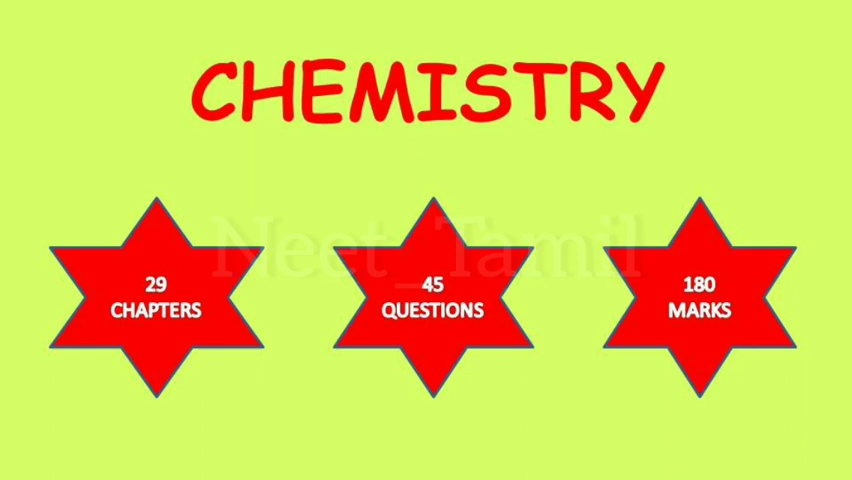 CHEMISTRY
Neet_Tamil
29
CHAPTERS
45
QUESTIONS
180
MARKS